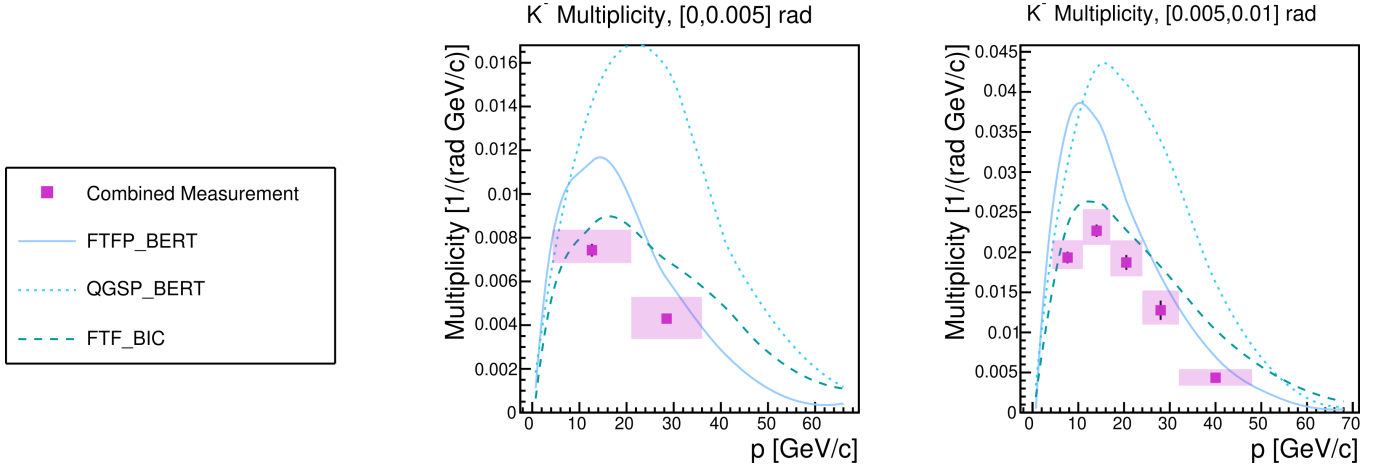 Combined Measurement
FTFP_BERT
QGSP_BERT
FTF_BIC
K⁻ Multiplicity, [0,0.005] rad
Multiplicity [1/(rad GeV/c)]
0.016
0.014
0.012
0.01
0.008
0.006
0.004
0.002
0
0 10 20 30 40 50 60
p [GeV/c]
K⁻ Multiplicity, [0.005,0.01] rad
Multiplicity [1/(rad GeV/c)]
0.045
0.04
0.035
0.03
0.025
0.02
0.015
0.01
0.005
0
0 10 20 30 40 50 60 70
p [GeV/c]